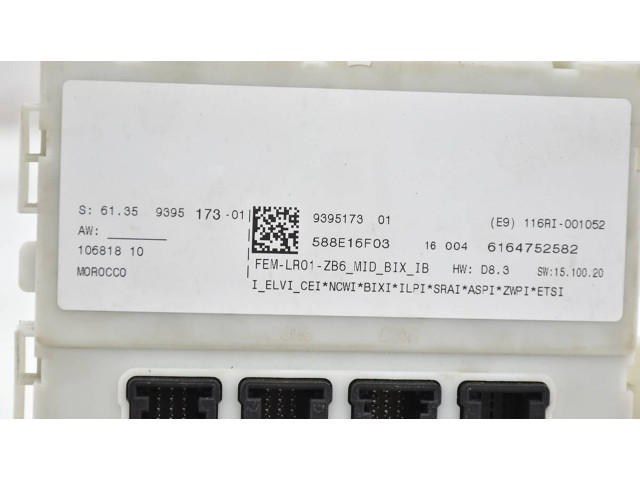 S: 61.35 9395 173-01
AW:
106818 10
MOROCCO
9395173 01
588E16F03 16 004 6164752582
(E9) 116RI-001052
FEM-LR01-ZB6_MID_BIX_IB HW: D8.3 SW:15.100.20
I_ELVI_CEI*NCWI*BIXI*ILPI*SRAI*ASPI*ZWPI*ETSI